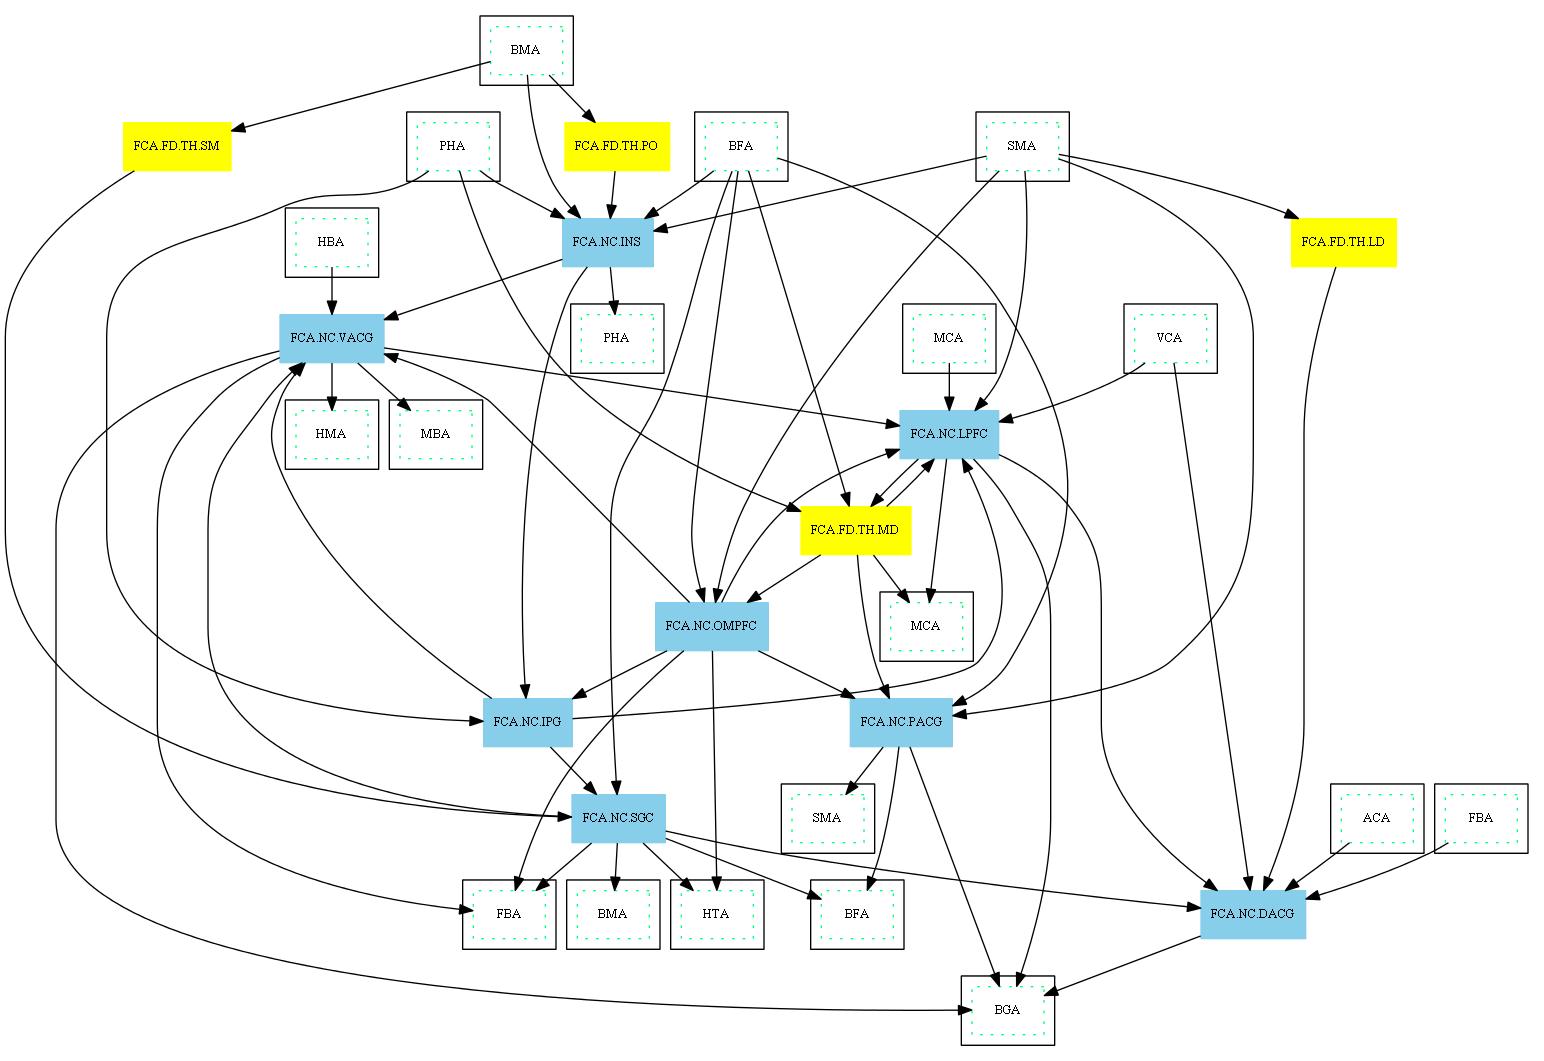 BMA
FCA.FD.TH.SM
PHA
FCA.FD.TH.PO
BFA
SMA
HBA
FCA.NC.INS
FCA.FD.TH.LD
FCA.NC.VACG
PHA
MCA
VCA
HMA
MBA
FCA.NC.LPFC
FCA.FD.TH.MD
FCA.NC.OMPFC
MCA
FCA.NC.IPG
FCA.NC.PACG
FCA.NC.SGC
SMA
ACA
FBA
FBA
BMA
HTA
BFA
FCA.NC.DACG
BGA